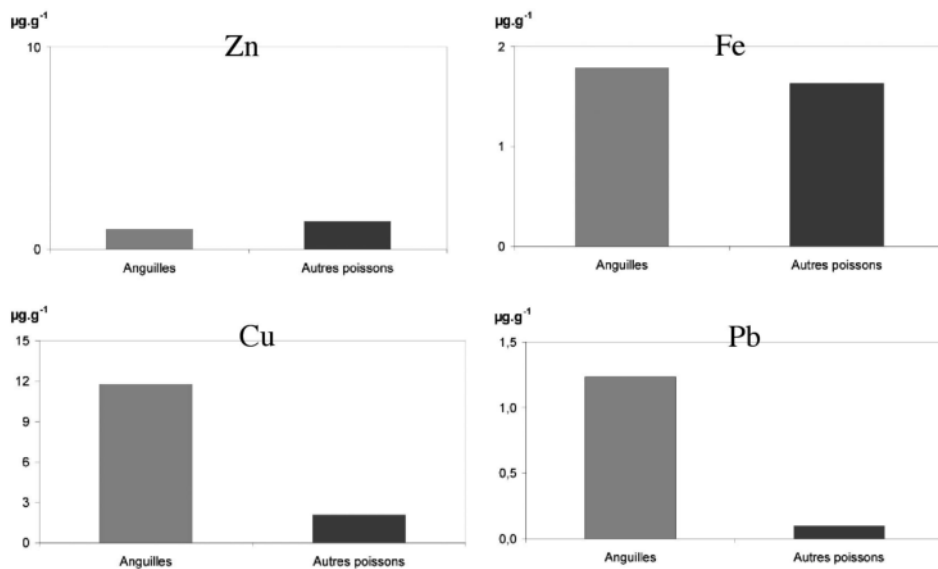 µg.g⁻¹
Zn
10
0
Anguilles
Autres poissons
µg.g⁻¹
Fe
2
1
0
Anguilles
Autres poissons
µg.g⁻¹
Cu
15
12
9
6
3
0
Anguilles
Autres poissons
µg.g⁻¹
Pb
1,5
1,0
0,5
0,0
Anguilles
Autres poissons